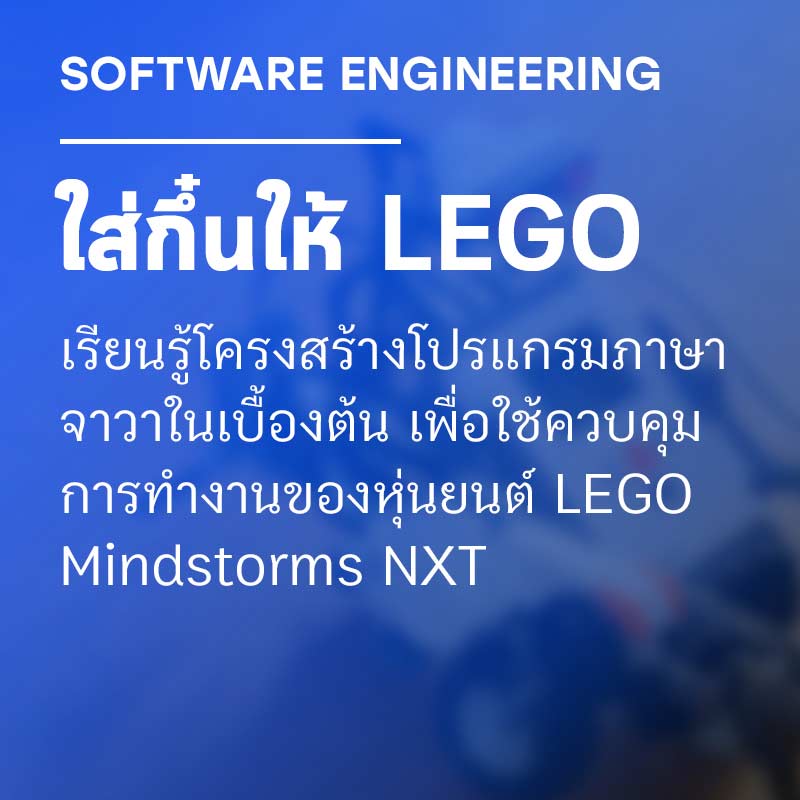 SOFTWARE ENGINEERING
ใส่กึ๋นให้ LEGO
เรียนรู้โครงสร้างโปรแกรมภาษา
จาวาในเบื้องต้น เพื่อใช้ควบคุม
การทำงานของหุ่นยนต์ LEGO
Mindstorms NXT